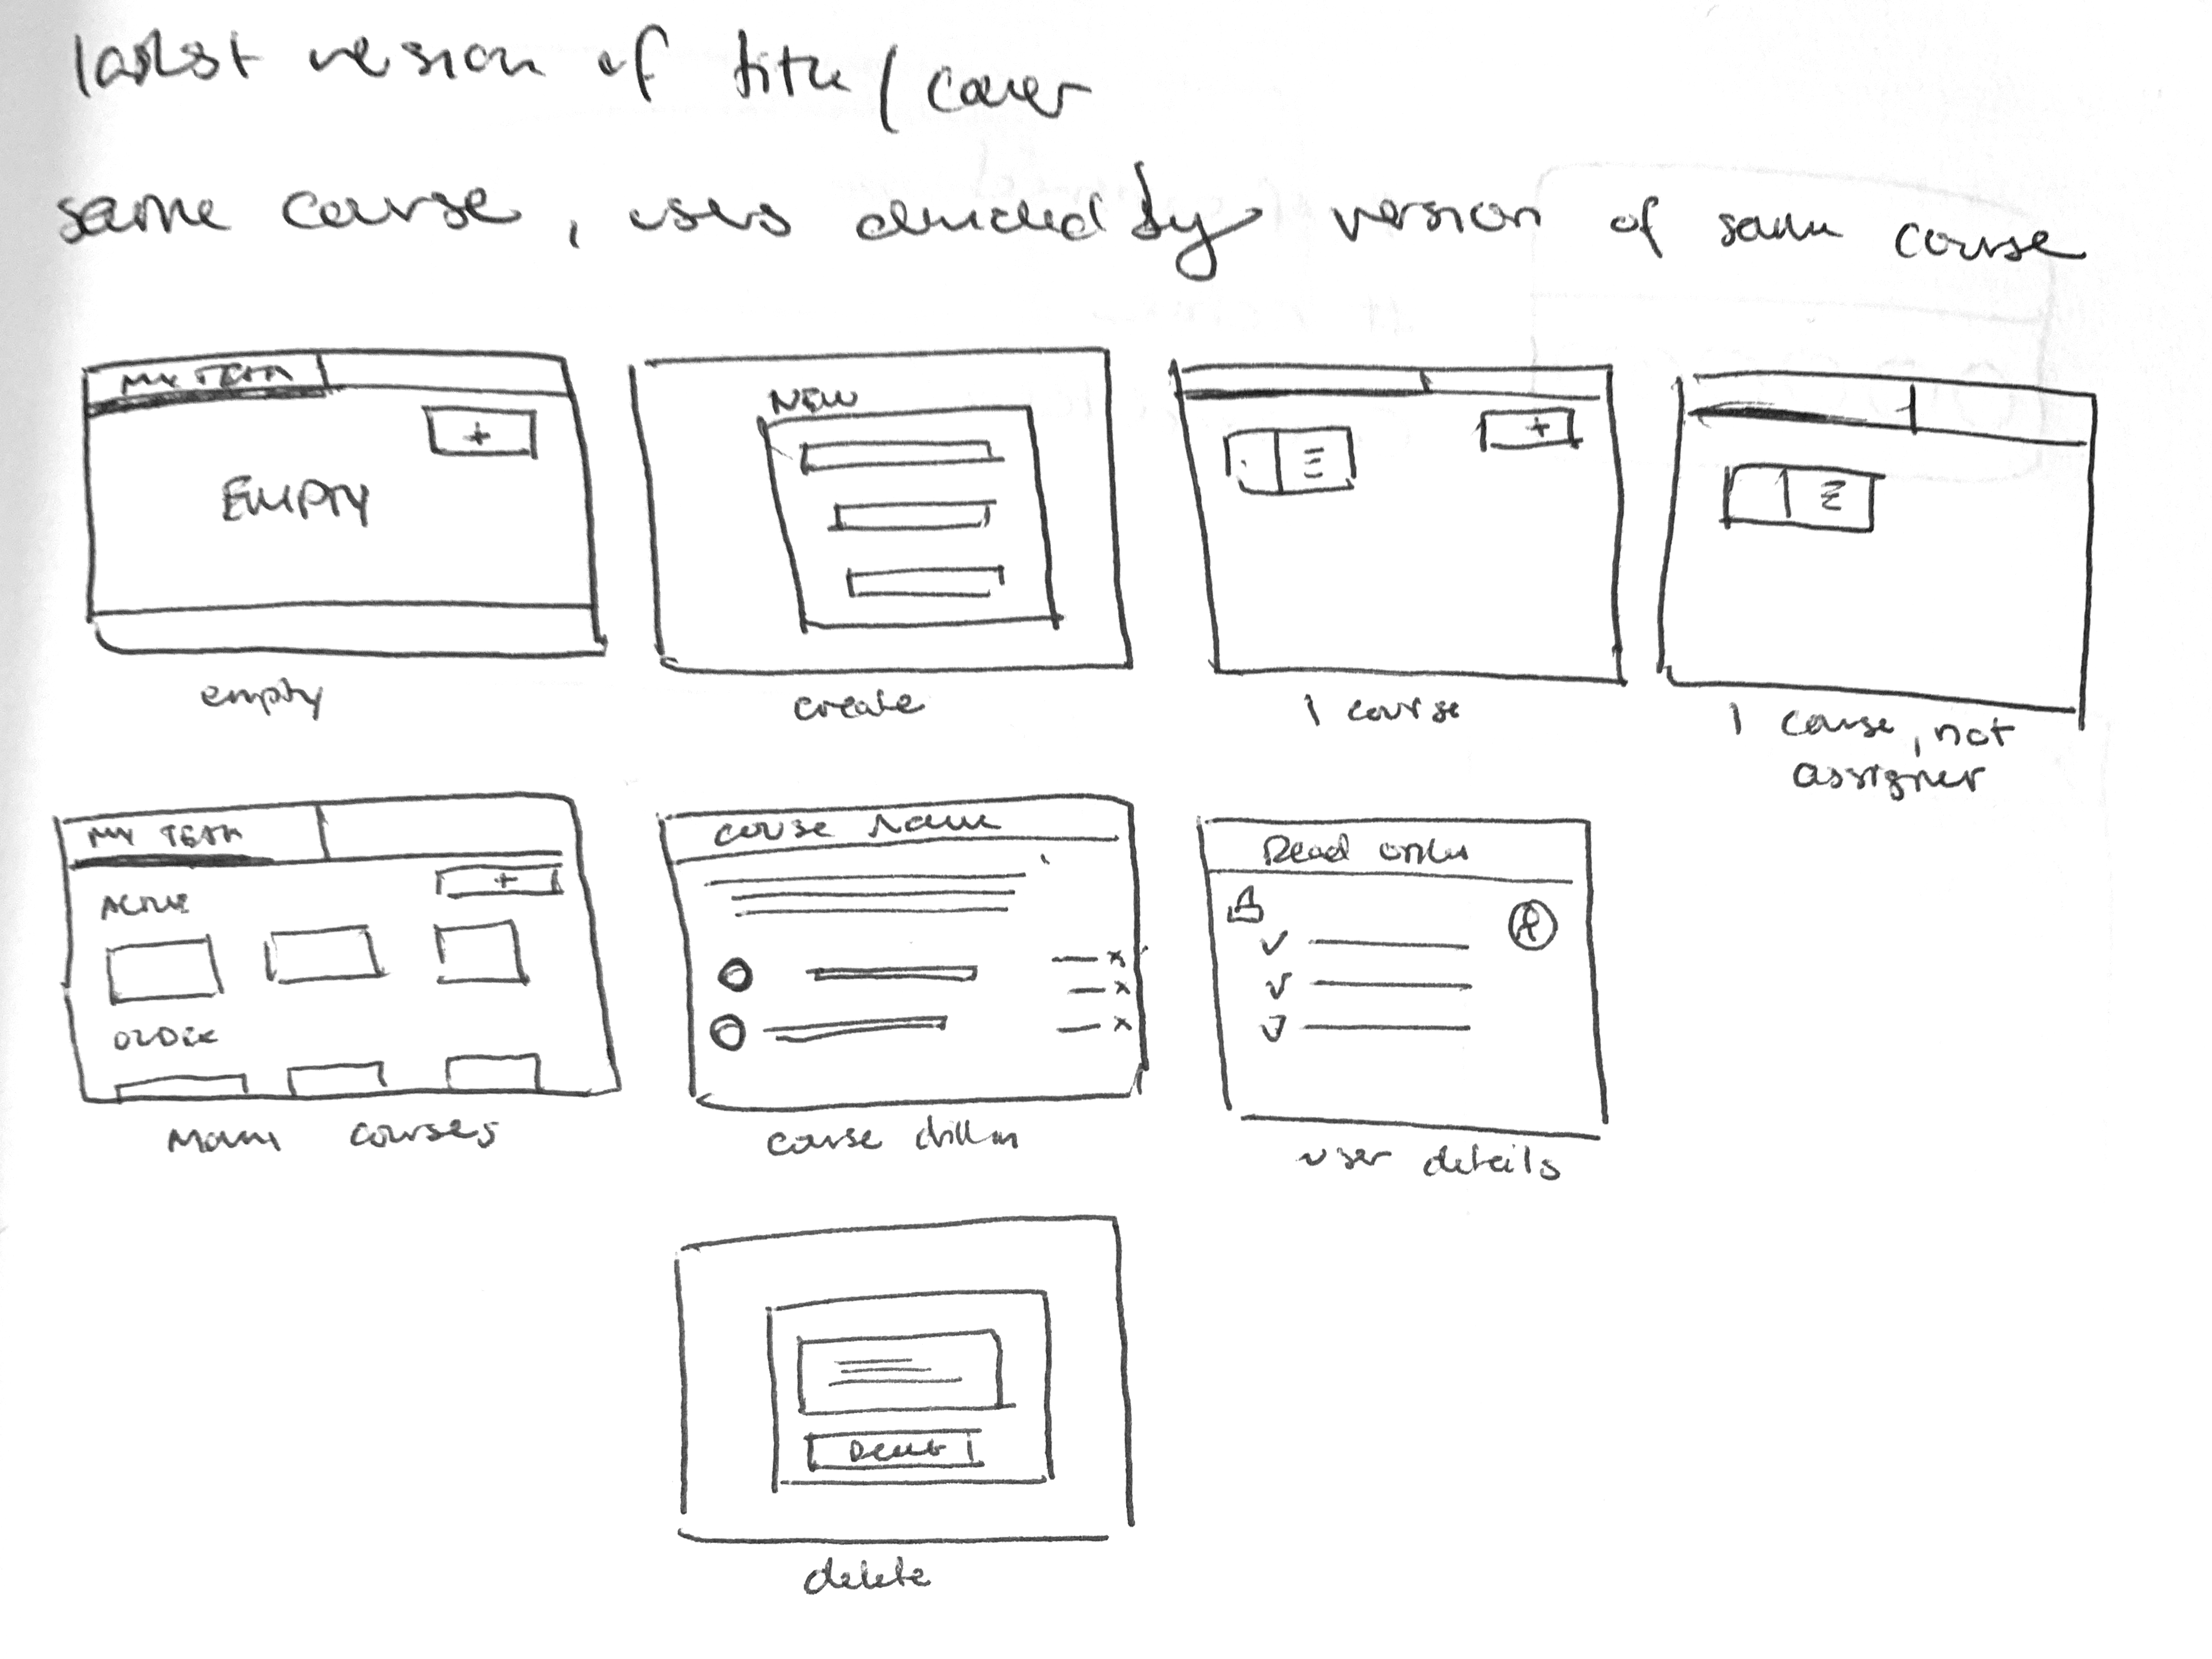 latest version of title / cover
same course, users divided by version of same course
MY TEAM
+
EMPTY
empty
NEW
create
+
1 course
1 course, not
assigner
MY TEAM
+
ACTIVE
OLDER
Many courses
course name
x
x
x
course drill in
Read only
user details
DELETE
delete